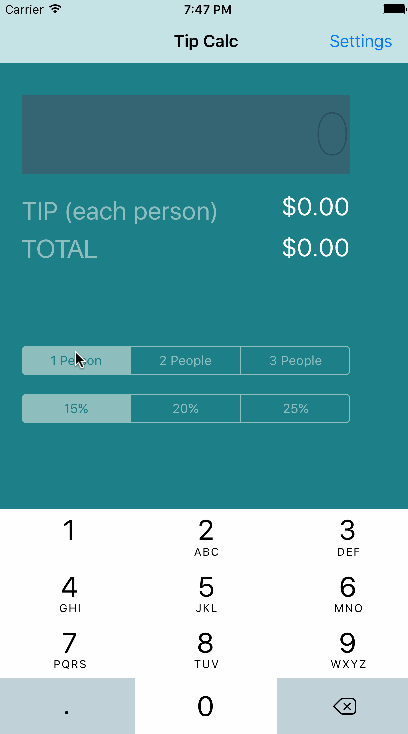 Carrier 7:47 PM
Tip Calc Settings
0
TIP (each person) $0.00
TOTAL $0.00
1 Person 2 People 3 People
15% 20% 25%
1 2 3
ABC DEF
4 5 6
GHI JKL MNO
7 8 9
PQRS TUV WXYZ
. 0